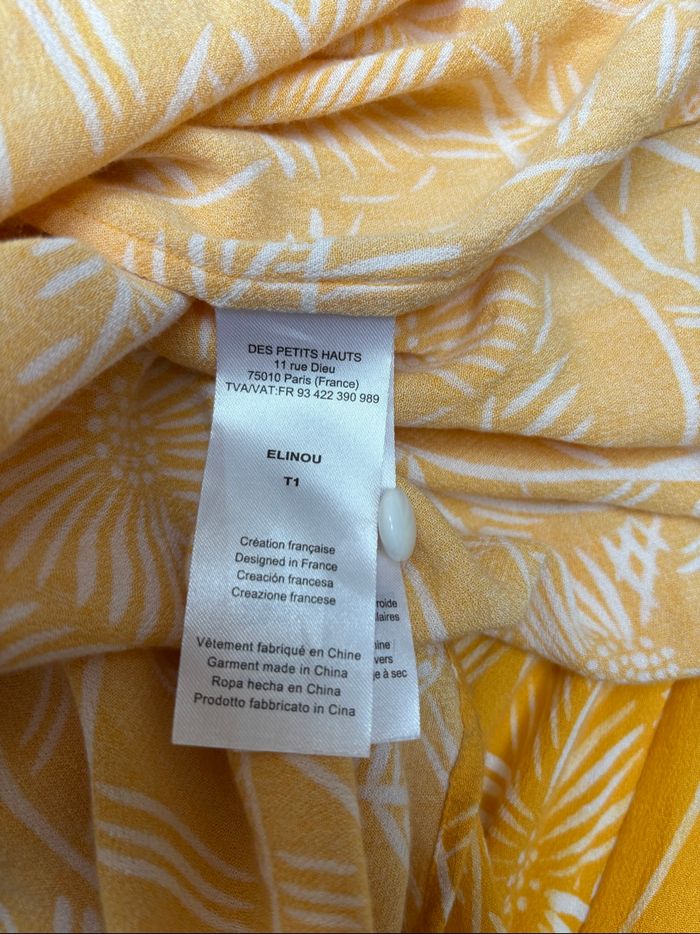 DES PETITS HAUTS
11 rue Dieu
75010 Paris (France)
TVA/VAT:FR 93 422 390 989
ELINOU
T1
Création française
Designed in France
Creación francesa
Creazione francese
Vêtement fabriqué en Chine
Garment made in China
Ropa hecha en China
Prodotto fabbricato in Cina
à sec